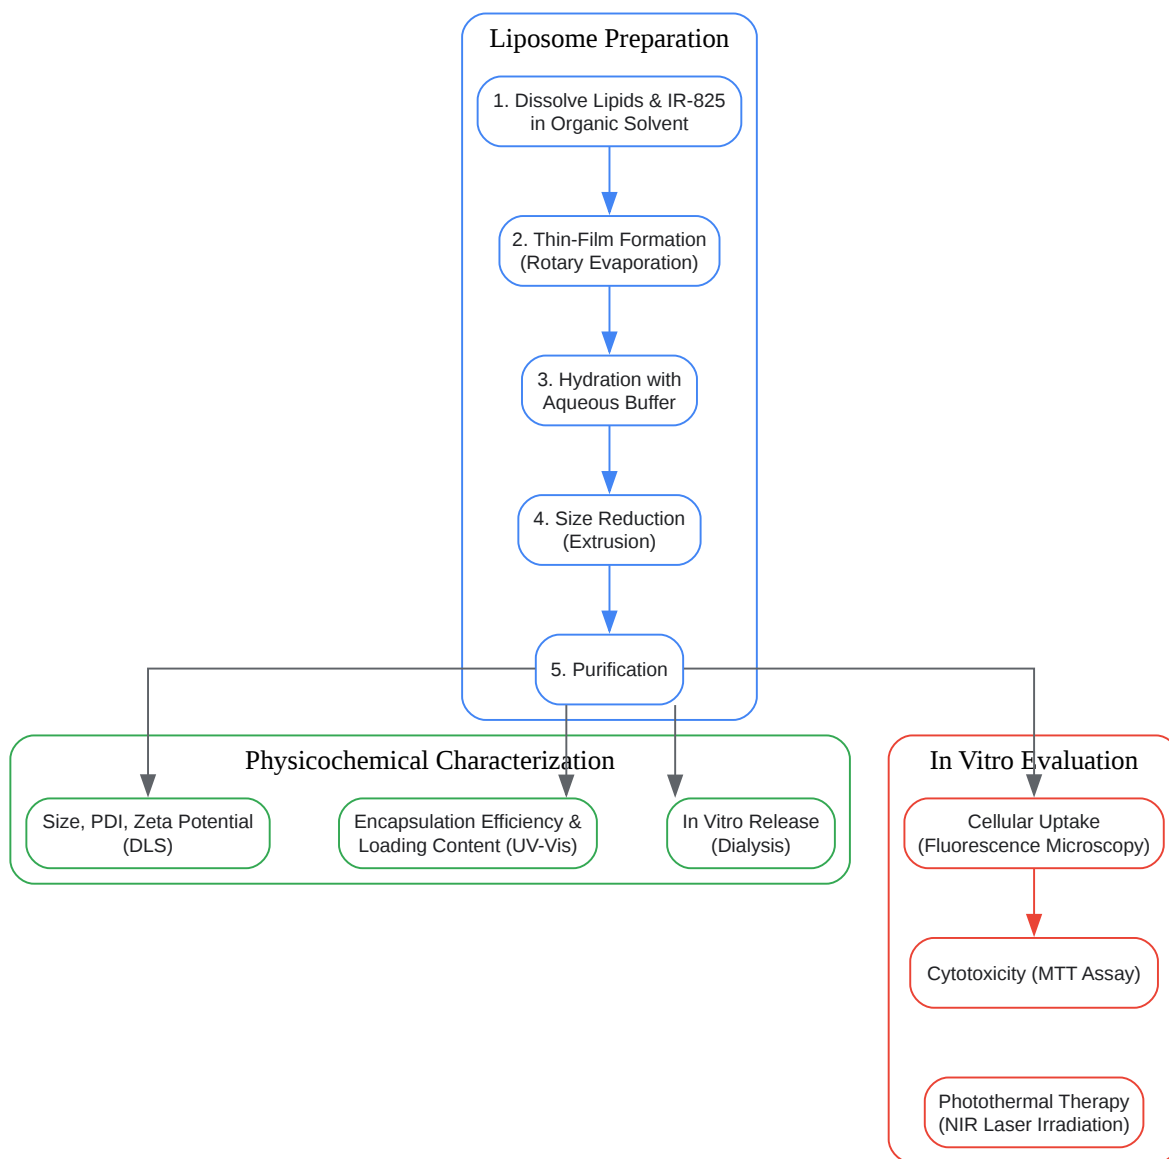 Liposome Preparation
1. Dissolve Lipids & IR-825
in Organic Solvent
2. Thin-Film Formation
(Rotary Evaporation)
3. Hydration with
Aqueous Buffer
4. Size Reduction
(Extrusion)
5. Purification
Physicochemical Characterization
Size, PDI, Zeta Potential
(DLS)
Encapsulation Efficiency &
Loading Content (UV-Vis)
In Vitro Release
(Dialysis)
In Vitro Evaluation
Cellular Uptake
(Fluorescence Microscopy)
Cytotoxicity (MTT Assay)
Photothermal Therapy
(NIR Laser Irradiation)